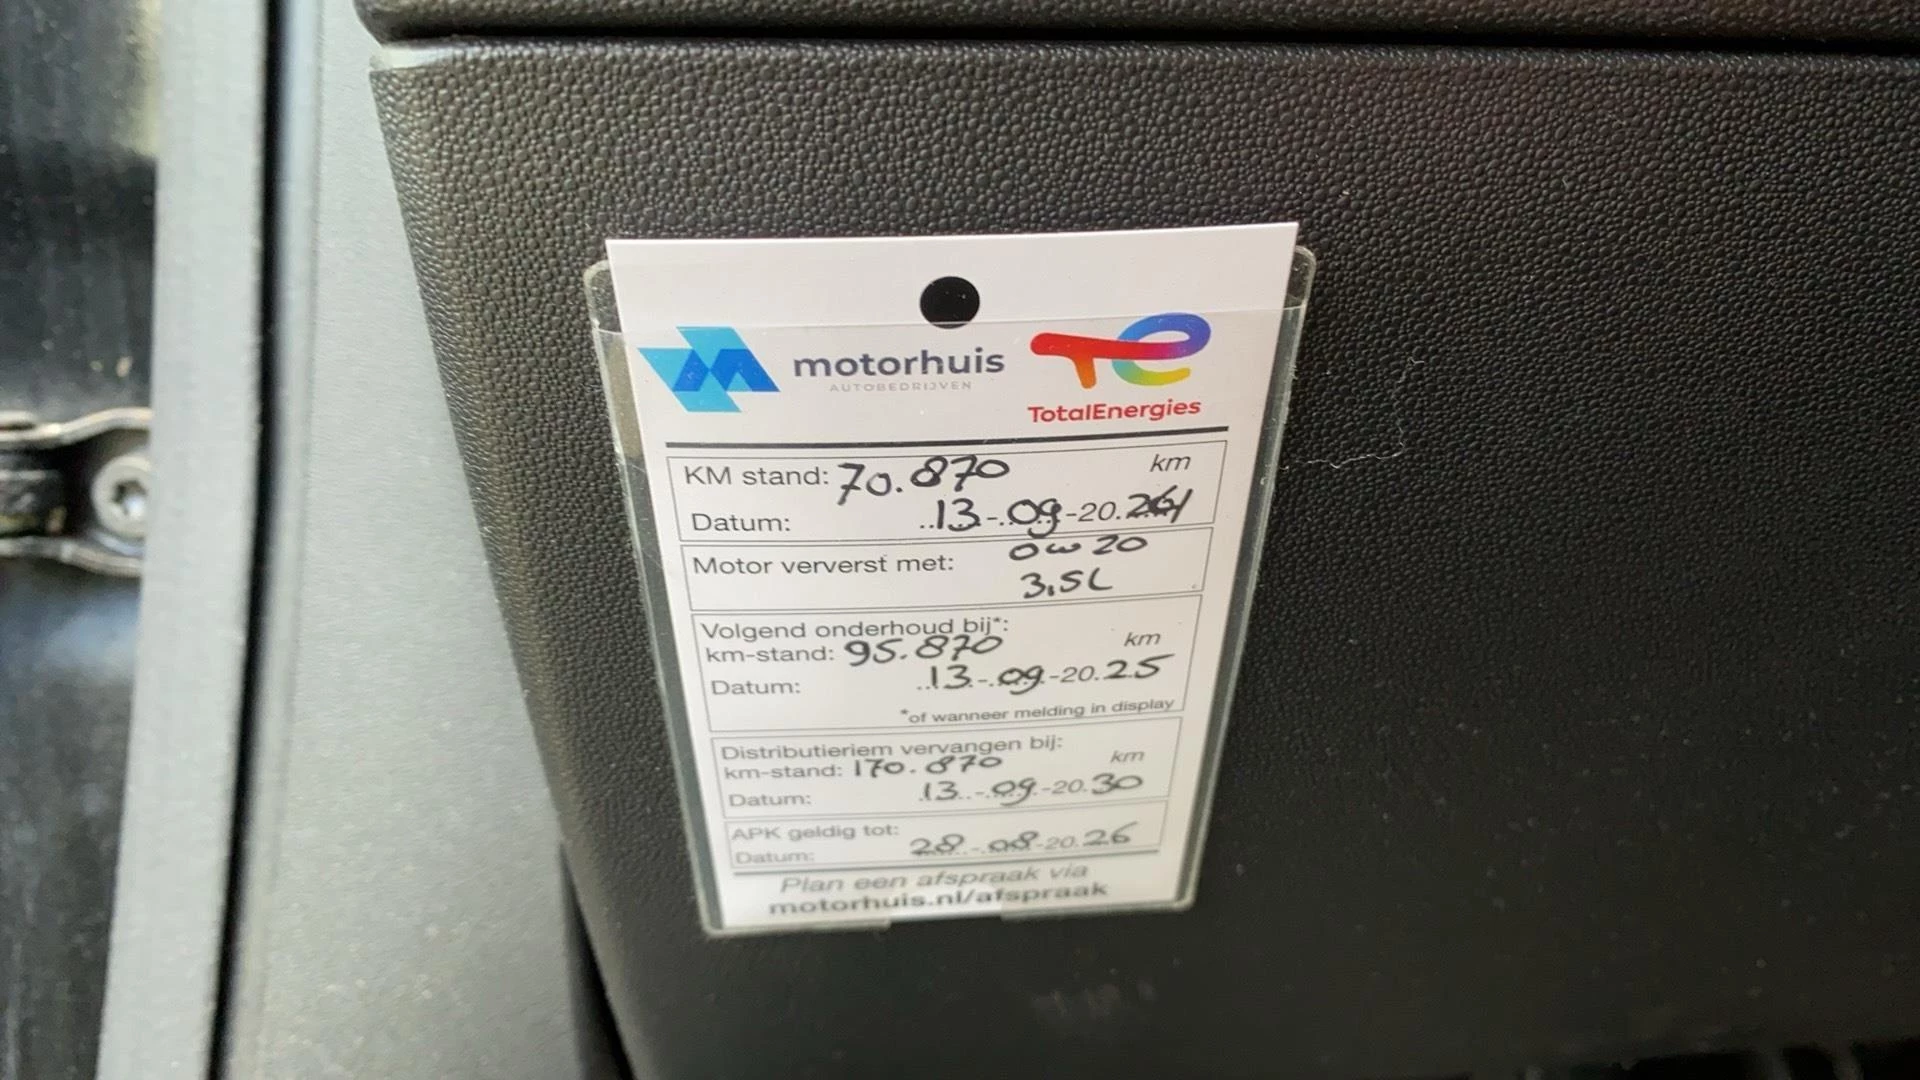 motorhuis
AUTOBEDRIJVEN
TotalEnergies
KM stand: 70.870 km
Datum: 13-09-20.
Motor ververst met: 0w20
3,5L
Volgend onderhoud bij*:
km-stand: 95.870 km
Datum: 13-09-20.25
*of wanneer melding in display
Distributieriem vervangen bij:
km-stand: 170.870 km
Datum: 13-09-20.30
APK geldig tot:
Datum: 28-08-20.26
Plan een afspraak via
motorhuis.nl/afspraak